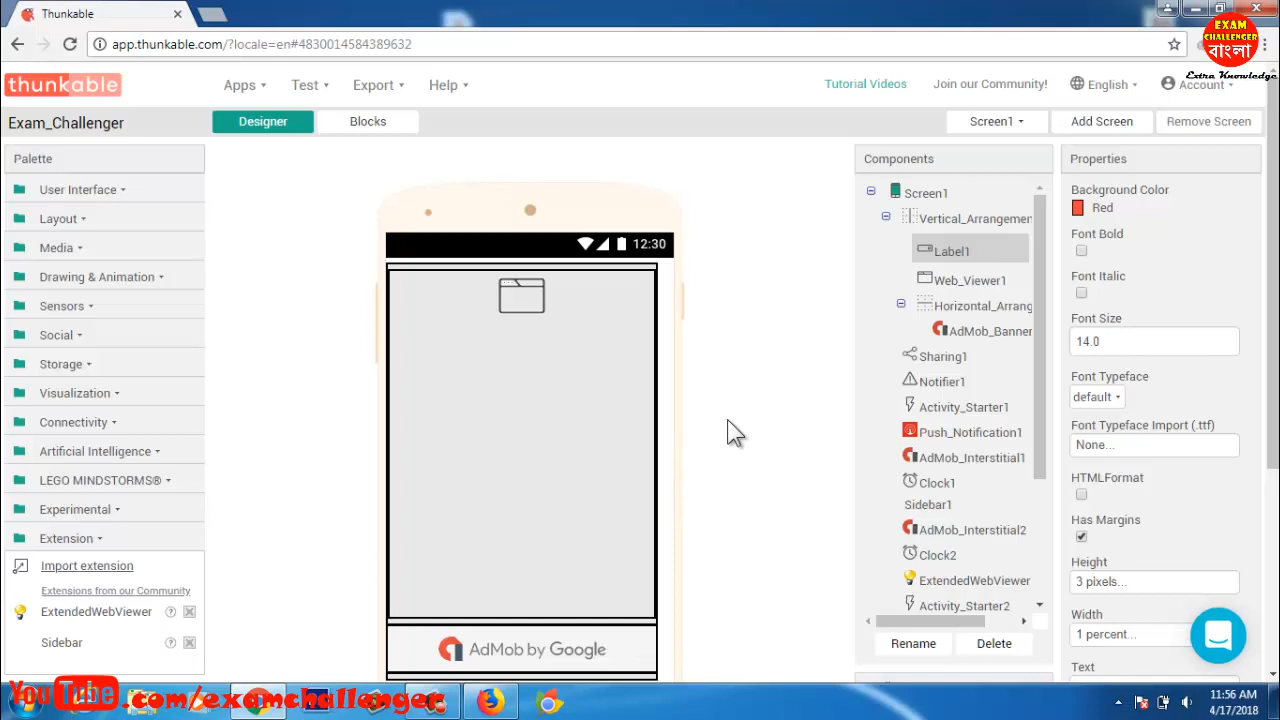 Thunkable
app.thunkable.com/?locale=en#4830014584389632
EXAM
CHALLENGER
বাংলা
Extra Knowledge
thunkable
Apps
Test
Export
Help
Tutorial Videos
Join our Community!
English
Account
Exam_Challenger
Designer
Blocks
Screen1
Add Screen
Remove Screen
Palette
User Interface
Layout
Media
Drawing & Animation
Sensors
Social
Storage
Visualization
Connectivity
Artificial Intelligence
LEGO MINDSTORMS®
Experimental
Extension
Import extension
Extensions from our Community
ExtendedWebViewer
Sidebar
12:30
AdMob by Google
Components
Screen1
Vertical_Arrangemen
Label1
Web_Viewer1
Horizontal_Arrang
AdMob_Banner
Sharing1
Notifier1
Activity_Starter1
Push_Notification1
AdMob_Interstitial1
Clock1
Sidebar1
AdMob_Interstitial2
Clock2
ExtendedWebViewer
Activity_Starter2
Rename
Delete
Properties
Background Color
Red
Font Bold
Font Italic
Font Size
14.0
Font Typeface
default
Font Typeface Import (.ttf)
None...
HTMLFormat
Has Margins
Height
3 pixels...
Width
1 percent...
Text
YouTube.com/examchallenger
11:56 AM
4/17/2018